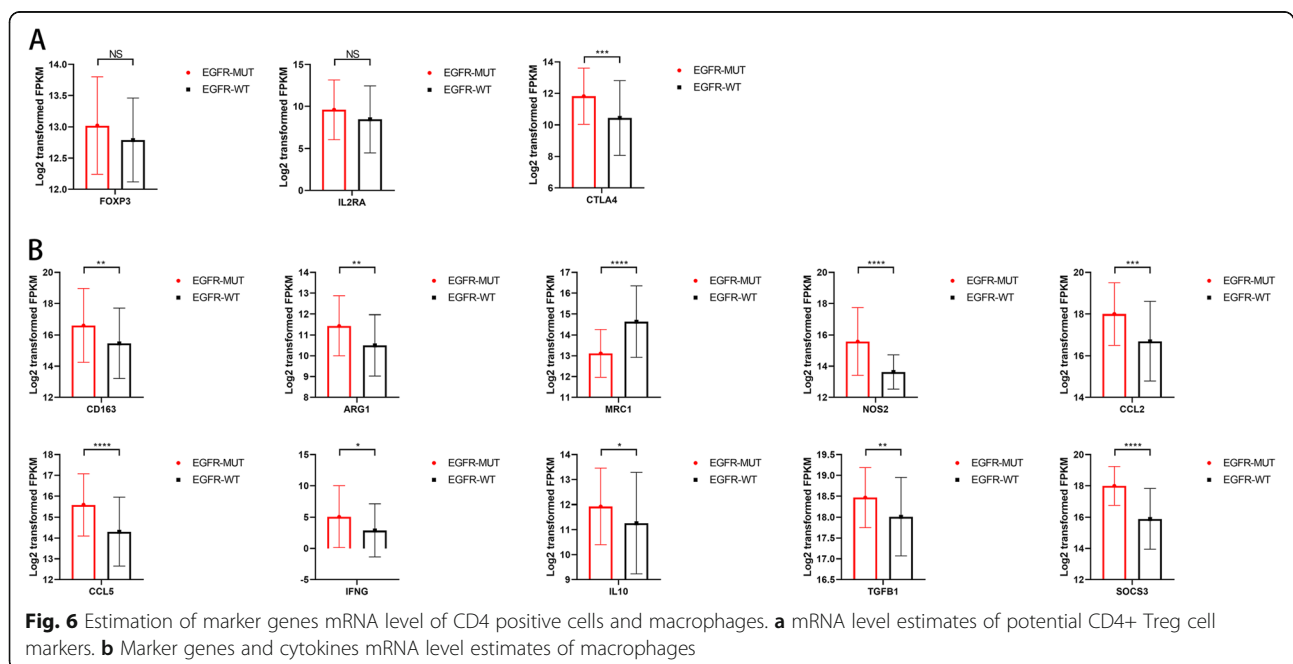 A
NS
EGFR-MUT
EGFR-WT
Log2 transformed FPKM
14.0
13.5
13.0
12.5
12.0
FOXP3
NS
EGFR-MUT
EGFR-WT
Log2 transformed FPKM
15
10
5
0
IL2RA
***
EGFR-MUT
EGFR-WT
Log2 transformed FPKM
14
12
10
8
6
CTLA4
B
**
EGFR-MUT
EGFR-WT
Log2 transformed FPKM
20
18
16
14
12
CD163
**
EGFR-MUT
EGFR-WT
Log2 transformed FPKM
14
13
12
11
10
9
8
ARG1
****
EGFR-MUT
EGFR-WT
Log2 transformed FPKM
17
16
15
14
13
12
11
MRC1
****
EGFR-MUT
EGFR-WT
Log2 transformed FPKM
20
18
16
14
12
NOS2
***
EGFR-MUT
EGFR-WT
Log2 transformed FPKM
20
18
16
14
CCL2
****
EGFR-MUT
EGFR-WT
Log2 transformed FPKM
18
17
16
15
14
13
12
CCL5
*
EGFR-MUT
EGFR-WT
Log2 transformed FPKM
15
10
5
0
-5
IFNG
*
EGFR-MUT
EGFR-WT
Log2 transformed FPKM
14
13
12
11
10
9
IL10
**
EGFR-MUT
EGFR-WT
Log2 transformed FPKM
19.5
19.0
18.5
18.0
17.5
17.0
16.5
TGFB1
****
EGFR-MUT
EGFR-WT
Log2 transformed FPKM
20
18
16
14
12
SOCS3
Fig. 6 Estimation of marker genes mRNA level of CD4 positive cells and macrophages. a mRNA level estimates of potential CD4+ Treg cell
markers. b Marker genes and cytokines mRNA level estimates of macrophages